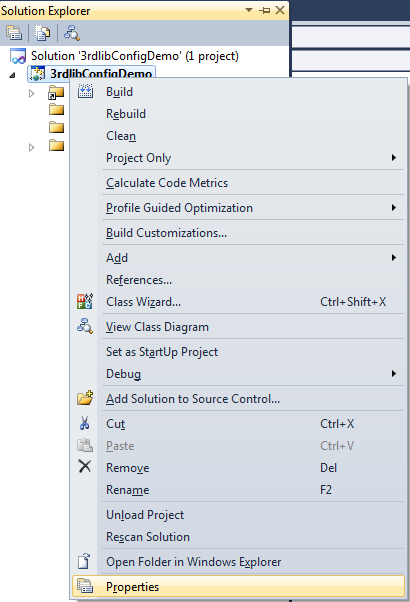 Solution Explorer
Solution '3rdlibConfigDemo' (1 project)
3rdlibConfigDemo
Build
Rebuild
Clean
Project Only
Calculate Code Metrics
Profile Guided Optimization
Build Customizations...
Add
References...
Class Wizard... Ctrl+Shift+X
View Class Diagram
Set as StartUp Project
Debug
Add Solution to Source Control...
Cut Ctrl+X
Paste Ctrl+V
Remove Del
Rename F2
Unload Project
Rescan Solution
Open Folder in Windows Explorer
Properties